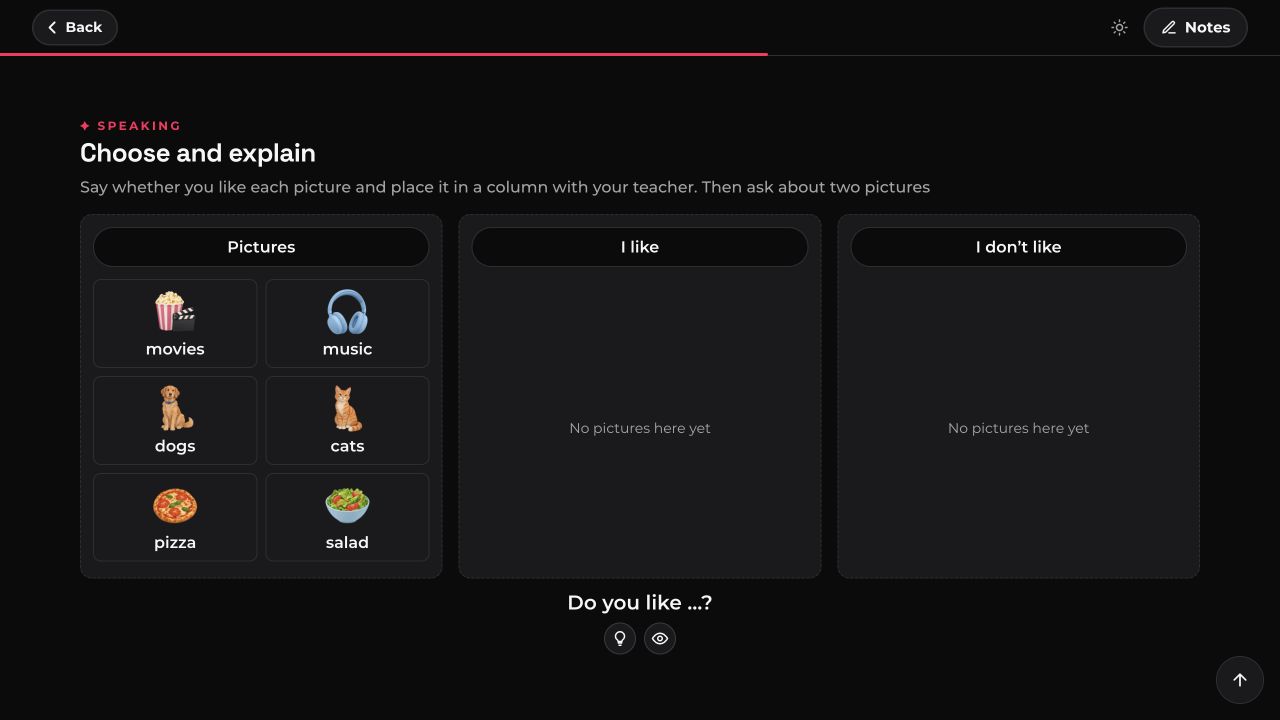 Back
Notes
SPEAKING
Choose and explain
Say whether you like each picture and place it in a column with your teacher. Then ask about two pictures
Pictures
movies
music
dogs
cats
pizza
salad
I like
No pictures here yet
I don’t like
No pictures here yet
Do you like ...?